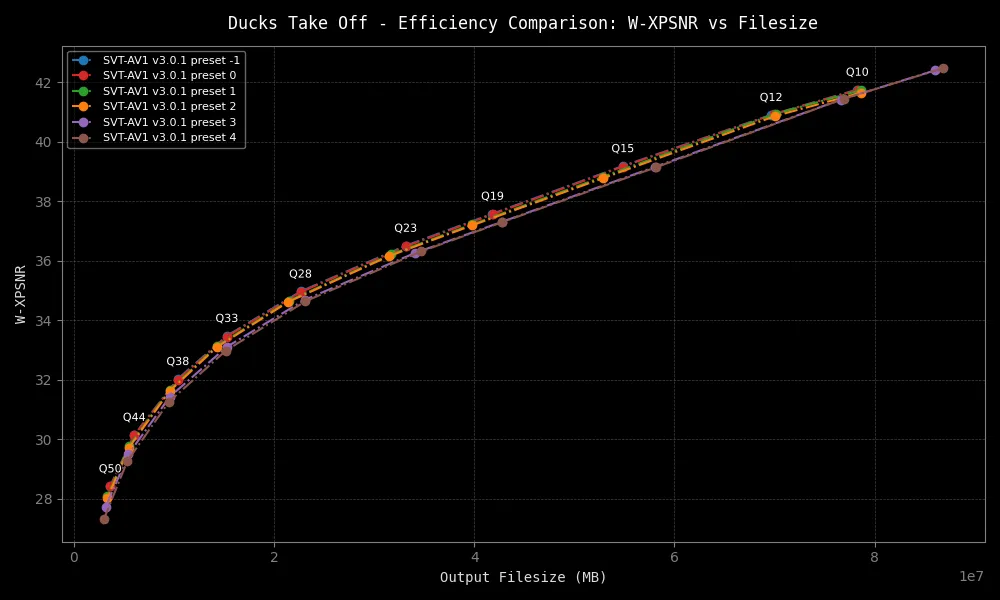 Ducks Take Off - Efficiency Comparison: W-XPSNR vs Filesize
SVT-AV1 v3.0.1 preset -1
SVT-AV1 v3.0.1 preset 0
SVT-AV1 v3.0.1 preset 1
SVT-AV1 v3.0.1 preset 2
SVT-AV1 v3.0.1 preset 3
SVT-AV1 v3.0.1 preset 4
Q10
Q12
Q15
Q19
Q23
Q28
Q33
Q38
Q44
Q50
W-XPSNR
42
40
38
36
34
32
30
28
0
2
4
6
8
1e7
Output Filesize (MB)